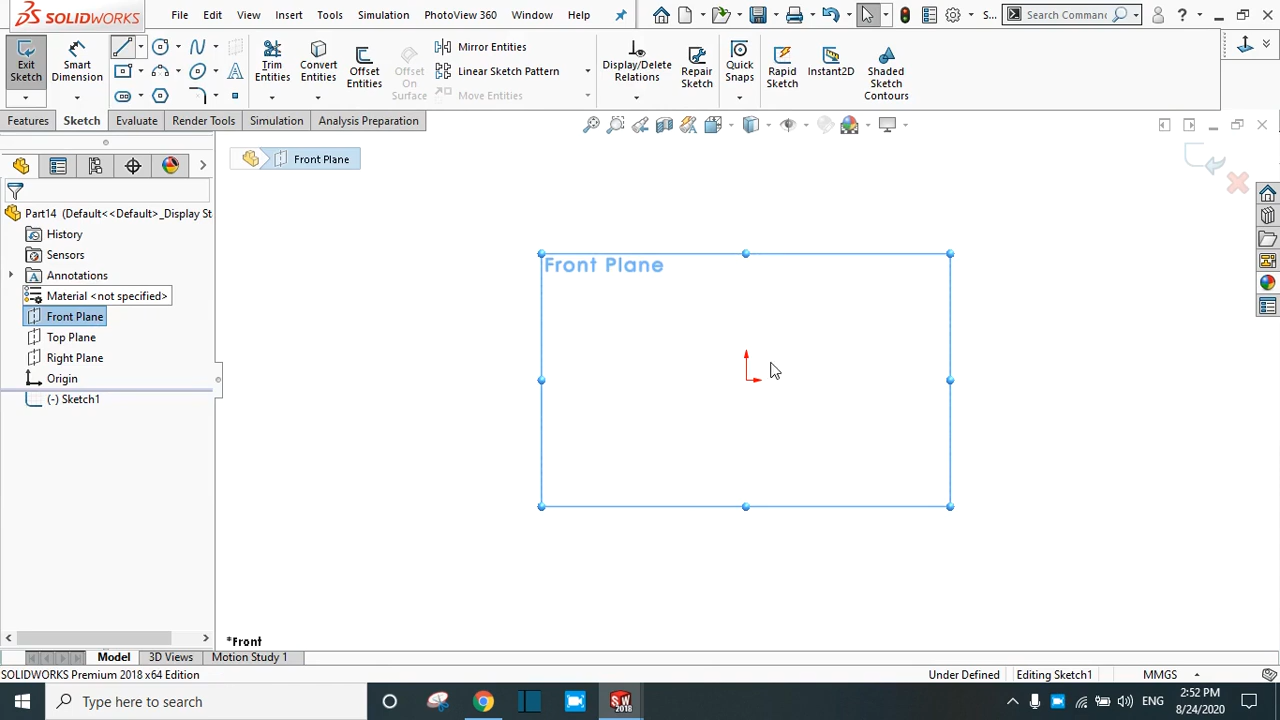 SOLIDWORKS File Edit View Insert Tools Simulation PhotoView 360 Window Help S... Search Comman
Exit Sketch
Smart Dimension
Trim Entities
Convert Entities
Offset Entities
Offset On Surface
Mirror Entities
Linear Sketch Pattern
Move Entities
Display/Delete Relations
Repair Sketch
Quick Snaps
Rapid Sketch
Instant2D
Shaded Sketch Contours
Features Sketch Evaluate Render Tools Simulation Analysis Preparation
Front Plane
Part14 (Default<<Default>_Display St
History
Sensors
Annotations
Material <not specified>
Front Plane
Top Plane
Right Plane
Origin
(-) Sketch1
Front Plane
*Front
Model 3D Views Motion Study 1
SOLIDWORKS Premium 2018 x64 Edition Under Defined Editing Sketch1 MMGS
Type here to search SW 2018 ENG 2:52 PM
8/24/2020